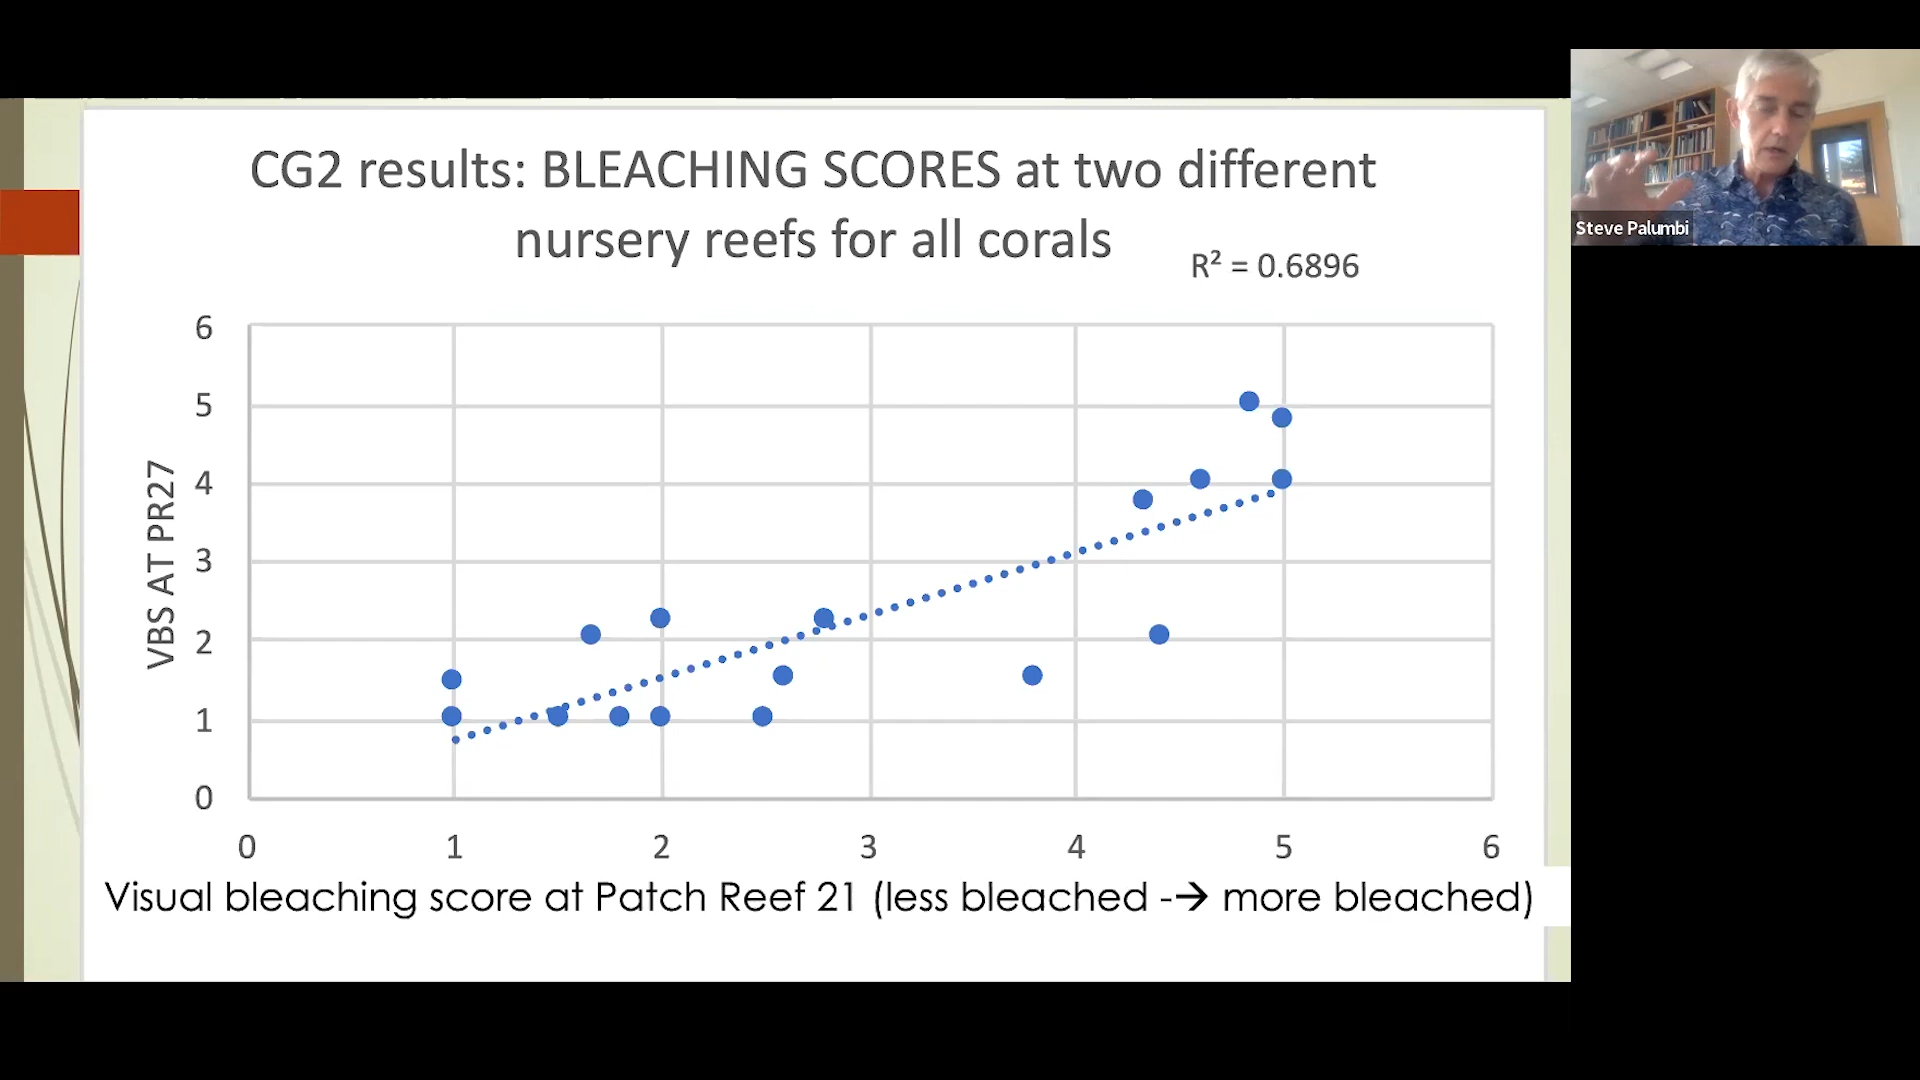 CG2 results: BLEACHING SCORES at two different
nursery reefs for all corals
R² = 0.6896
6
5
4
3
2
1
0
VBS AT PR27
0 1 2 3 4 5 6
Visual bleaching score at Patch Reef 21 (less bleached -→ more bleached)
Steve Palumbi